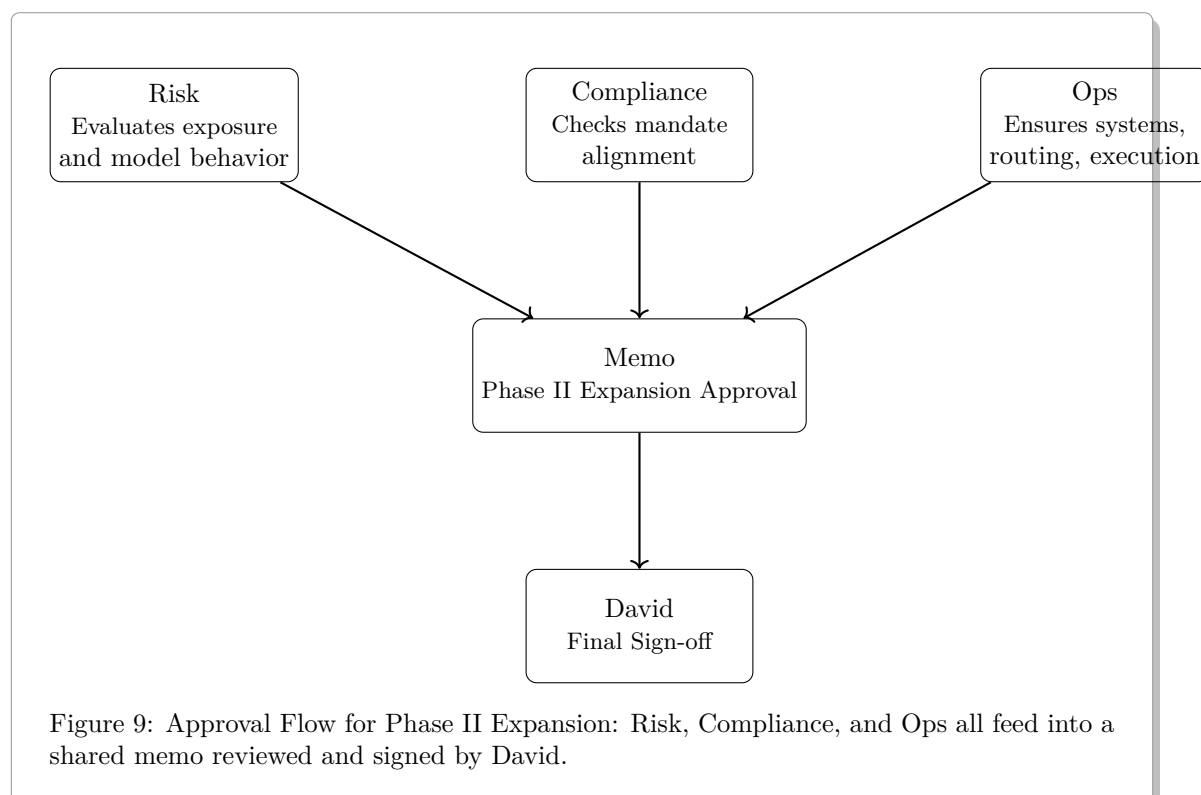 Risk
Evaluates exposure
and model behavior
Compliance
Checks mandate
alignment
Ops
Ensures systems,
routing, execution
Memo
Phase II Expansion Approval
David
Final Sign-off
Figure 9: Approval Flow for Phase II Expansion: Risk, Compliance, and Ops all feed into a
shared memo reviewed and signed by David.